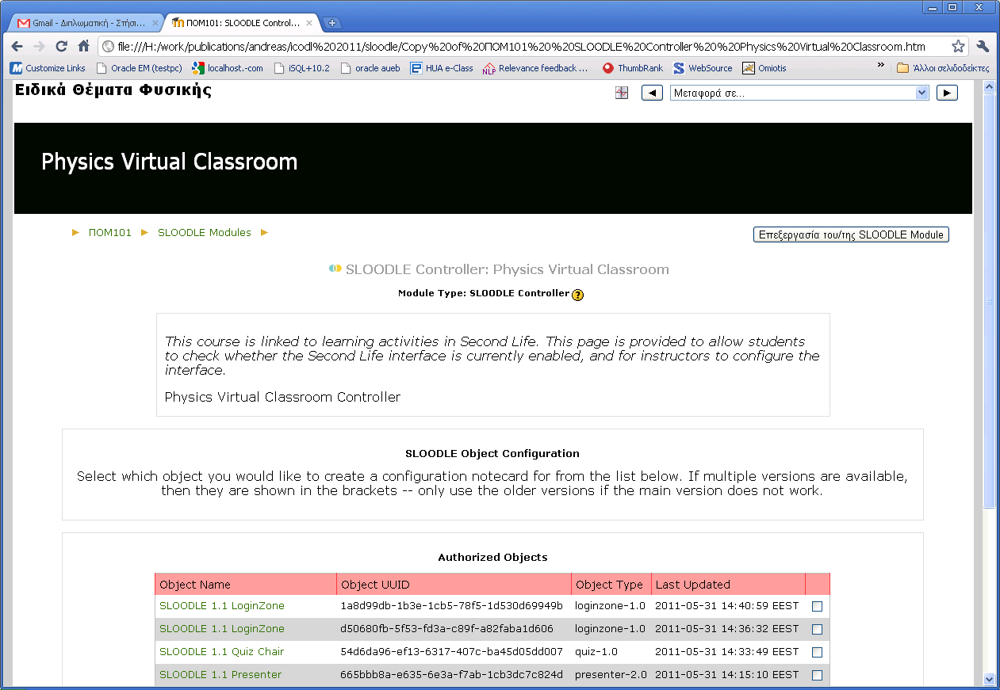 Gmail - Διπλωματική - Στήσι...
ΠΟΜ101: SLOODLE Control...
file:///H:/work/publications/andreas/icodl%202011/sloodle/Copy%20of%20ΠΟΜ101%20%20SLOODLE%20Controller%20%20Physics%20Virtual%20Classroom.htm
Customize Links
Oracle EM (testpc)
localhost.-com
iSQL+10.2
oracle aueb
HUA e-Class
NLP
Relevance feedback ...
ThumbRank
WebSource
Omiotis
»
Άλλοι σελιδοδείκτες
Ειδικά Θέματα Φυσικής
Μεταφορά σε...
Physics Virtual Classroom
► ΠΟΜ101 ► SLOODLE Modules ►
Επεξεργασία του/της SLOODLE Module
SLOODLE Controller: Physics Virtual Classroom
Module Type: SLOODLE Controller ?
This course is linked to learning activities in Second Life. This page is provided to allow students
to check whether the Second Life interface is currently enabled, and for instructors to configure the
interface.
Physics Virtual Classroom Controller
SLOODLE Object Configuration
Select which object you would like to create a configuration notecard for from the list below. If multiple versions are available,
then they are shown in the brackets -- only use the older versions if the main version does not work.
Authorized Objects
Object Name Object UUID Object Type Last Updated
SLOODLE 1.1 LoginZone 1a8d99db-1b3e-1cb5-78f5-1d530d69949b loginzone-1.0 2011-05-31 14:40:59 EEST
SLOODLE 1.1 LoginZone d50680fb-5f53-fd3a-c89f-a82faba1d606 loginzone-1.0 2011-05-31 14:36:32 EEST
SLOODLE 1.1 Quiz Chair 54d6da96-ef13-6317-407c-ba45d05dd007 quiz-1.0 2011-05-31 14:33:49 EEST
SLOODLE 1.1 Presenter 665bbb8a-e635-6e3a-f7ab-1cb3dc7c824d presenter-2.0 2011-05-31 14:15:10 EEST